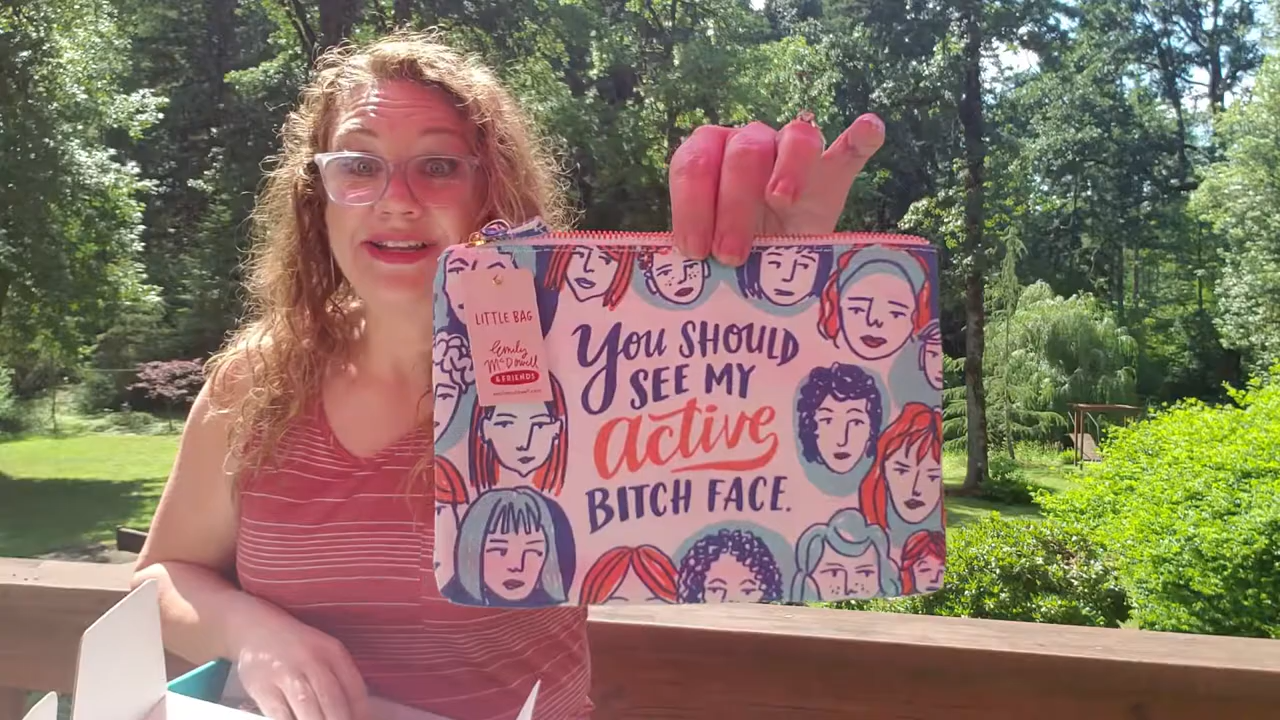 LITTLE BAG
Emily
McDowell
& FRIENDS
YOU SHOULD
SEE MY
active
BITCH FACE.